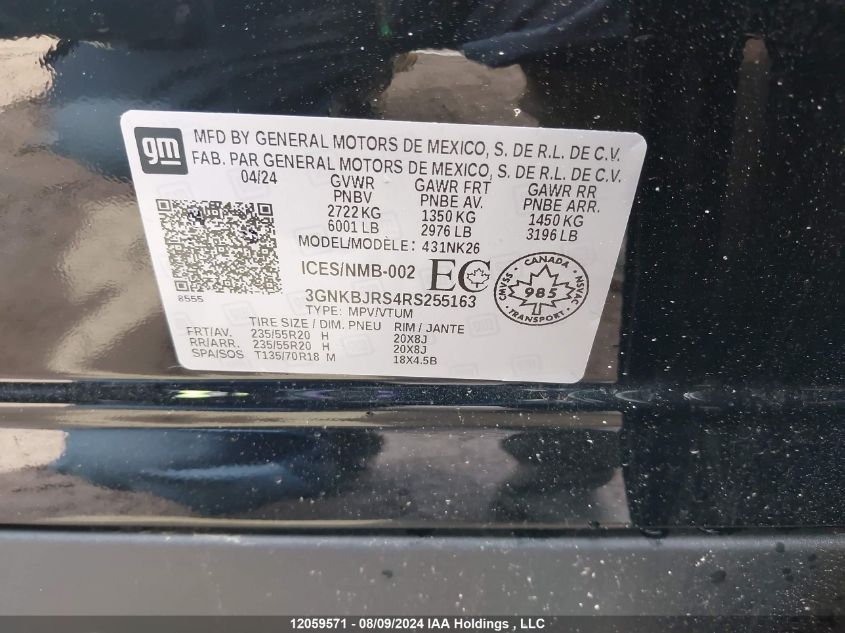 gm
MFD BY GENERAL MOTORS DE MEXICO, S. DE R.L. DE C.V.
FAB. PAR GENERAL MOTORS DE MEXICO, S. DE R.L. DE C.V.
04/24 GVWR GAWR FRT GAWR RR
PNBV PNBE AV. PNBE ARR.
2722 KG 1350 KG 1450 KG
6001 LB 2976 LB 3196 LB
MODEL/MODÈLE: 431NK26
ICES/NMB-002 EC
8555
3GNKBJRS4RS255163
TYPE: MPV/VTUM
TIRE SIZE / DIM. PNEU RIM / JANTE
FRT/AV. 235/55R20 H 20X8J
RR/ARR. 235/55R20 H 20X8J
SPA/SOS T135/70R18 M 18X4.5B
CANADA
CMVSS 985 NSVAC
TRANSPORT
12059571 - 08/09/2024 IAA Holdings , LLC